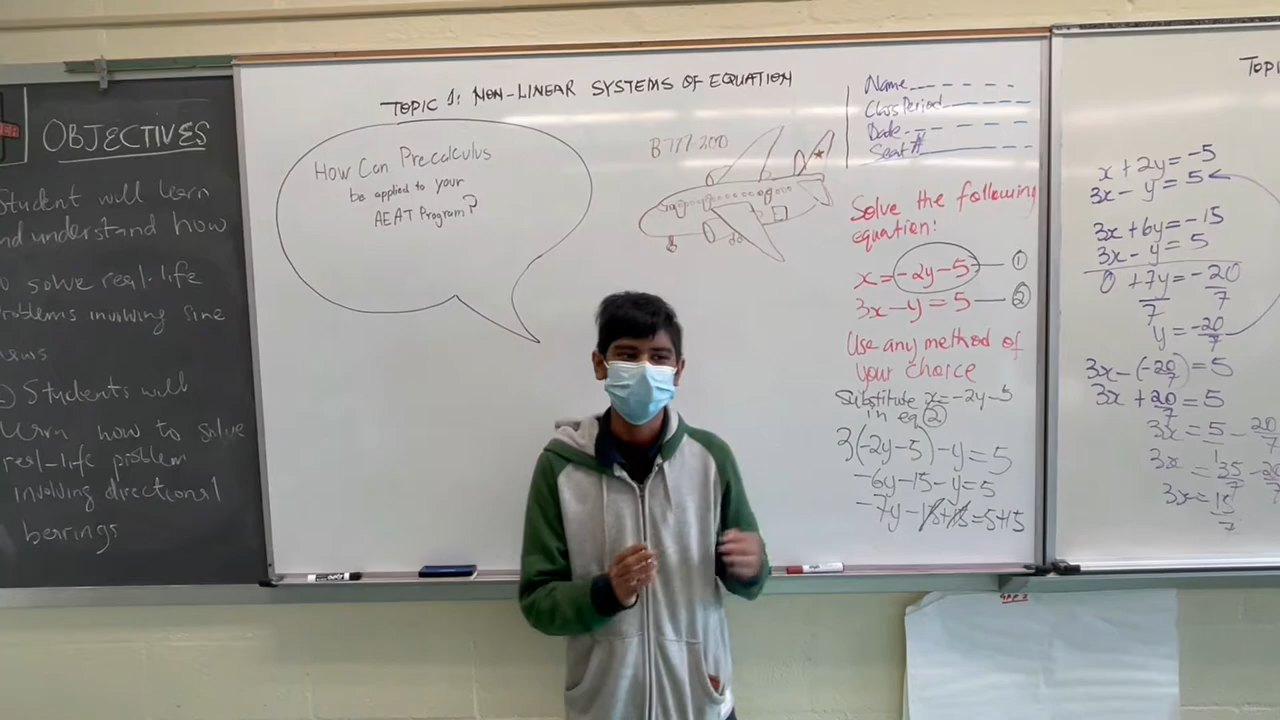 OBJECTIVES
Student will learn
and understand how
to solve real-life
problems involving sine
laws
Students will
learn how to solve
real-life problem
involving directional
bearings
TOPIC 1: NON-LINEAR SYSTEMS OF EQUATION
How Can Precalculus
be applied to your
AEAT Program?
B777-200
Name
Class Period
Date
Seat #
Solve the following
equation:
x=-2y-5 — ①
3x-y=5 — ②
Use any method of
your choice
Substitute x=-2y-5
in eq ②
3(-2y-5)-y=5
-6y-15-y=5
-7y-15+15=5+15
x+2y=-5
3x-y=5
3x+6y=-15
3x-y=5
0+7y=-20
7 7
y=-20/7
3x-(-20/7)=5
3x+20/7=5
3x=5/1-20/7
3x=35/7-20
3x=15/7